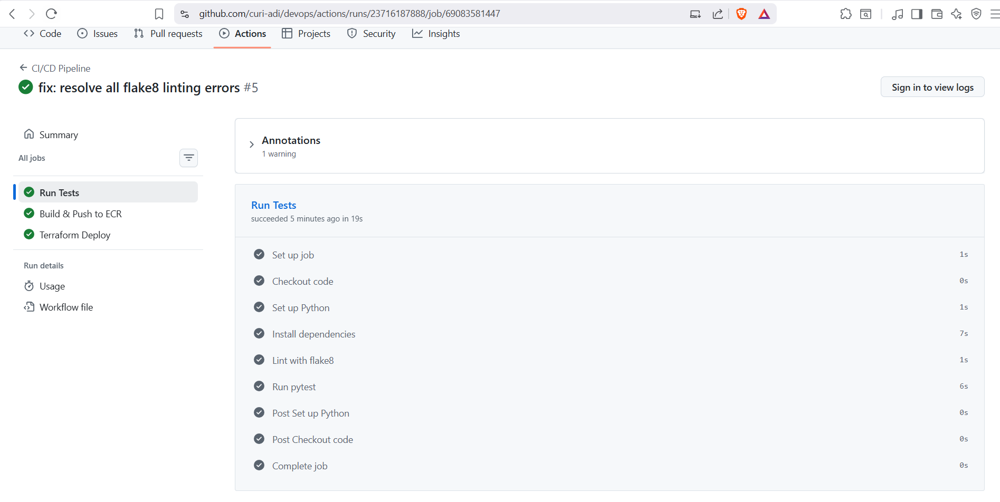 github.com/curi-adi/devops/actions/runs/23716187888/job/69083581447
Code Issues Pull requests Actions Projects Security Insights
CI/CD Pipeline
fix: resolve all flake8 linting errors #5
Sign in to view logs
Summary
All jobs
Run Tests
Build & Push to ECR
Terraform Deploy
Run details
Usage
Workflow file
Annotations
1 warning
Run Tests
succeeded 5 minutes ago in 19s
Set up job 1s
Checkout code 0s
Set up Python 1s
Install dependencies 7s
Lint with flake8 1s
Run pytest 6s
Post Set up Python 0s
Post Checkout code 0s
Complete job 0s